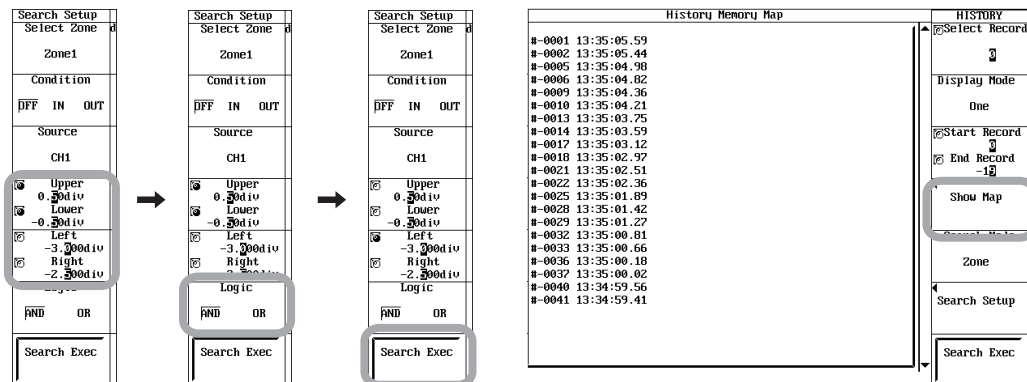 Search Setup
Select Zone
d
Zone1
Condition
OFF IN OUT
Source
CH1
Upper
0.50div
Lower
-0.50div
Left
-3.000div
Right
-2.500div
AND OR
Search Exec
Search Setup
Select Zone
d
Zone1
Condition
OFF IN OUT
Source
CH1
Upper
0.50div
Lower
-0.50div
Left
-3.000div
Right
Logic
AND OR
Search Exec
Search Setup
Select Zone
d
Zone1
Condition
OFF IN OUT
Source
CH1
Upper
0.50div
Lower
-0.50div
Left
-3.000div
Right
-2.500div
Logic
AND OR
Search Exec
History Memory Map
#-0001 13:35:05.59
#-0002 13:35:05.44
#-0005 13:35:04.98
#-0006 13:35:04.82
#-0009 13:35:04.36
#-0010 13:35:04.21
#-0013 13:35:03.75
#-0014 13:35:03.59
#-0017 13:35:03.12
#-0018 13:35:02.97
#-0021 13:35:02.51
#-0022 13:35:02.36
#-0025 13:35:01.89
#-0028 13:35:01.42
#-0029 13:35:01.27
#-0032 13:35:00.81
#-0033 13:35:00.66
#-0036 13:35:00.18
#-0037 13:35:00.02
#-0040 13:34:59.56
#-0041 13:34:59.41
HISTORY
Select Record
0
Display Mode
One
Start Record
0
End Record
Show Map
Zone
Search Setup
Search Exec